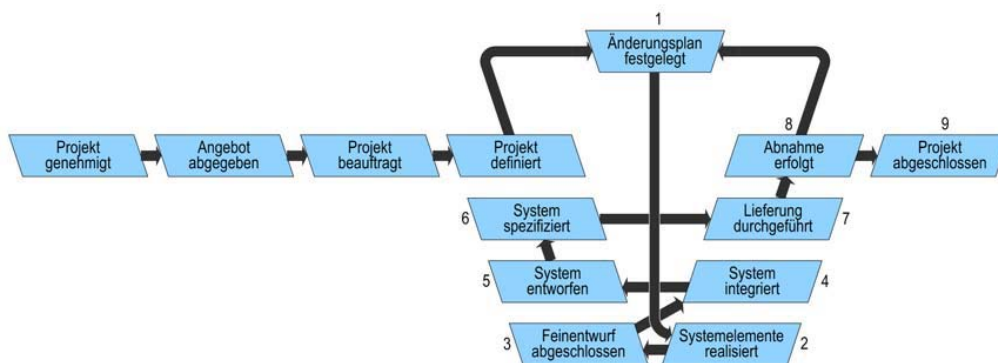 1
Änderungsplan
festgelegt
Projekt
genehmigt
Angebot
abgegeben
Projekt
beauftragt
Projekt
definiert
8
Abnahme
erfolgt
9
Projekt
abgeschlossen
6
System
spezifiziert
Lieferung
durchgeführt
7
5
System
entworfen
System
integriert
4
3
Feinentwurf
abgeschlossen
Systemelemente
realisiert
2